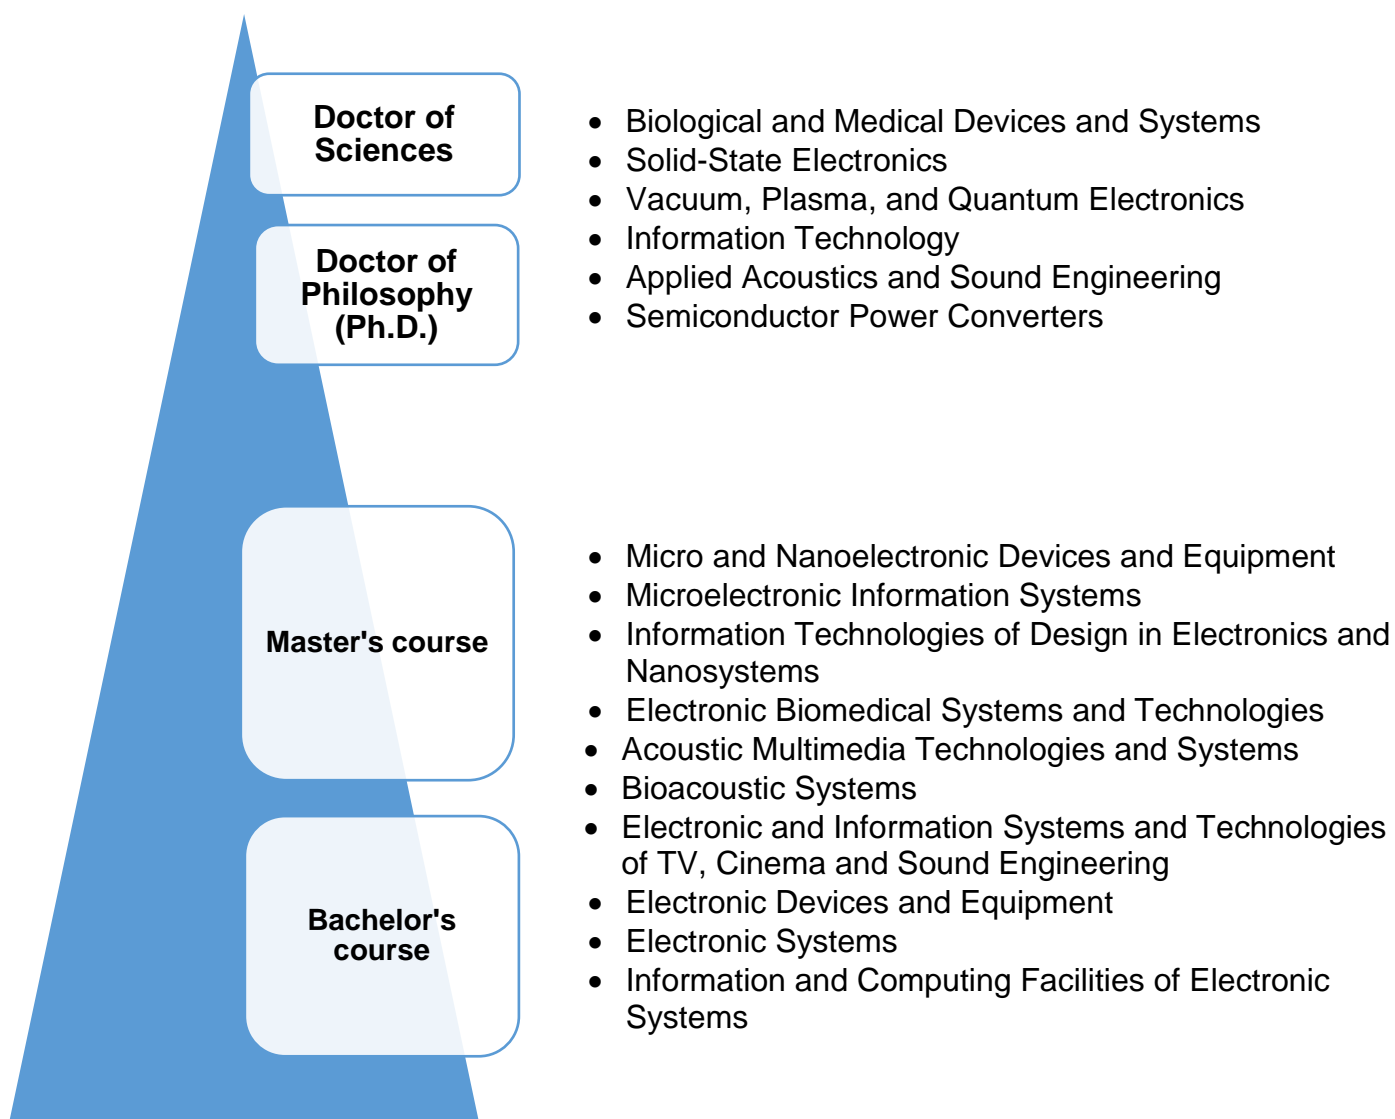 Doctor of
Sciences
Doctor of
Philosophy
(Ph.D.)
• Biological and Medical Devices and Systems
• Solid-State Electronics
• Vacuum, Plasma, and Quantum Electronics
• Information Technology
• Applied Acoustics and Sound Engineering
• Semiconductor Power Converters
Master's course
Bachelor's
course
• Micro and Nanoelectronic Devices and Equipment
• Microelectronic Information Systems
• Information Technologies of Design in Electronics and
Nanosystems
• Electronic Biomedical Systems and Technologies
• Acoustic Multimedia Technologies and Systems
• Bioacoustic Systems
• Electronic and Information Systems and Technologies
of TV, Cinema and Sound Engineering
• Electronic Devices and Equipment
• Electronic Systems
• Information and Computing Facilities of Electronic
Systems